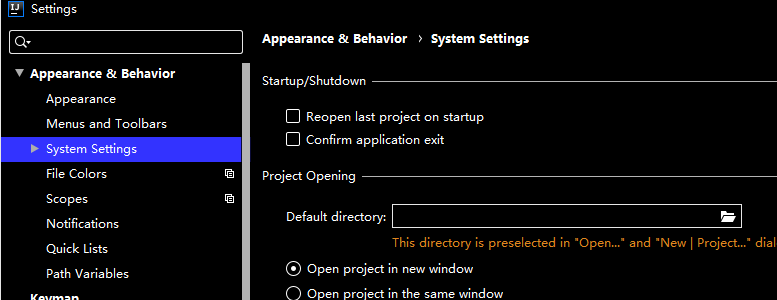 IJ Settings
Appearance & Behavior
Appearance
Menus and Toolbars
System Settings
File Colors
Scopes
Notifications
Quick Lists
Path Variables
Keymap
Appearance & Behavior › System Settings
Startup/Shutdown
Reopen last project on startup
Confirm application exit
Project Opening
Default directory:
This directory is preselected in "Open..." and "New | Project..." dial
Open project in new window
Open project in the same window